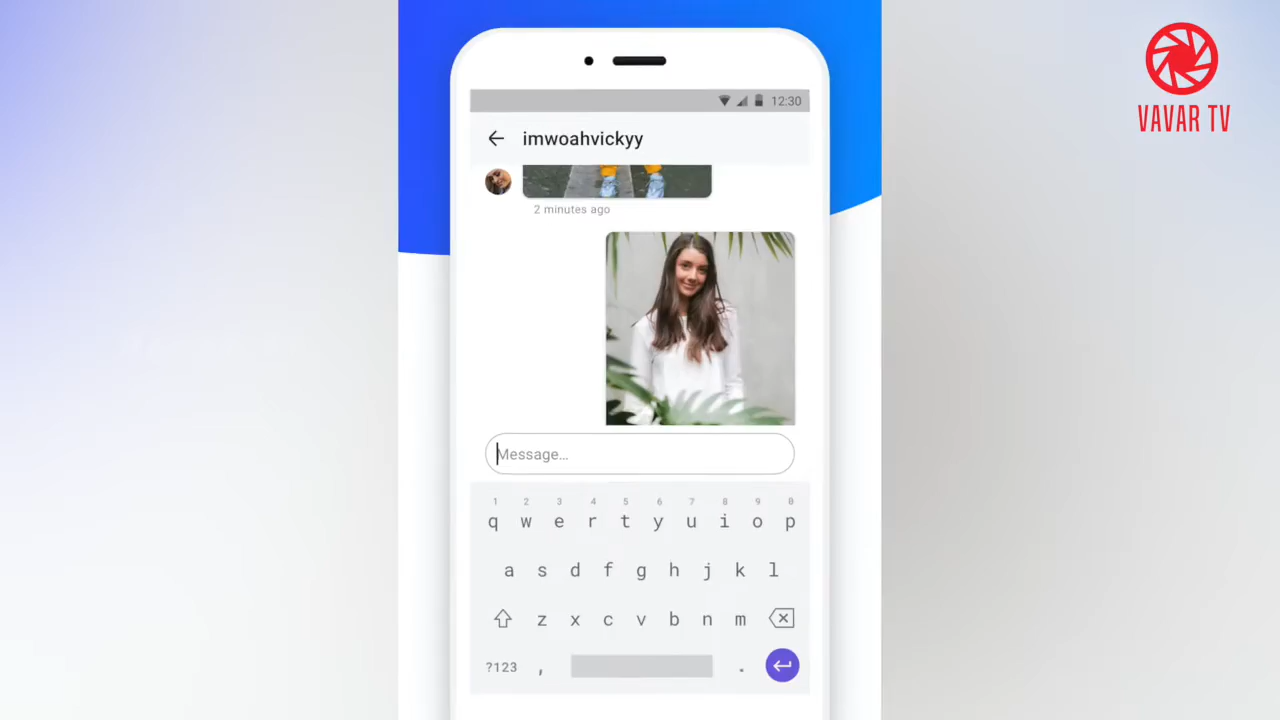 VAVAR TV
12:30
imwoahvickyy
2 minutes ago
Message...
1 2 3 4 5 6 7 8 9 0
q w e r t y u i o p
a s d f g h j k l
z x c v b n m
?123 , .